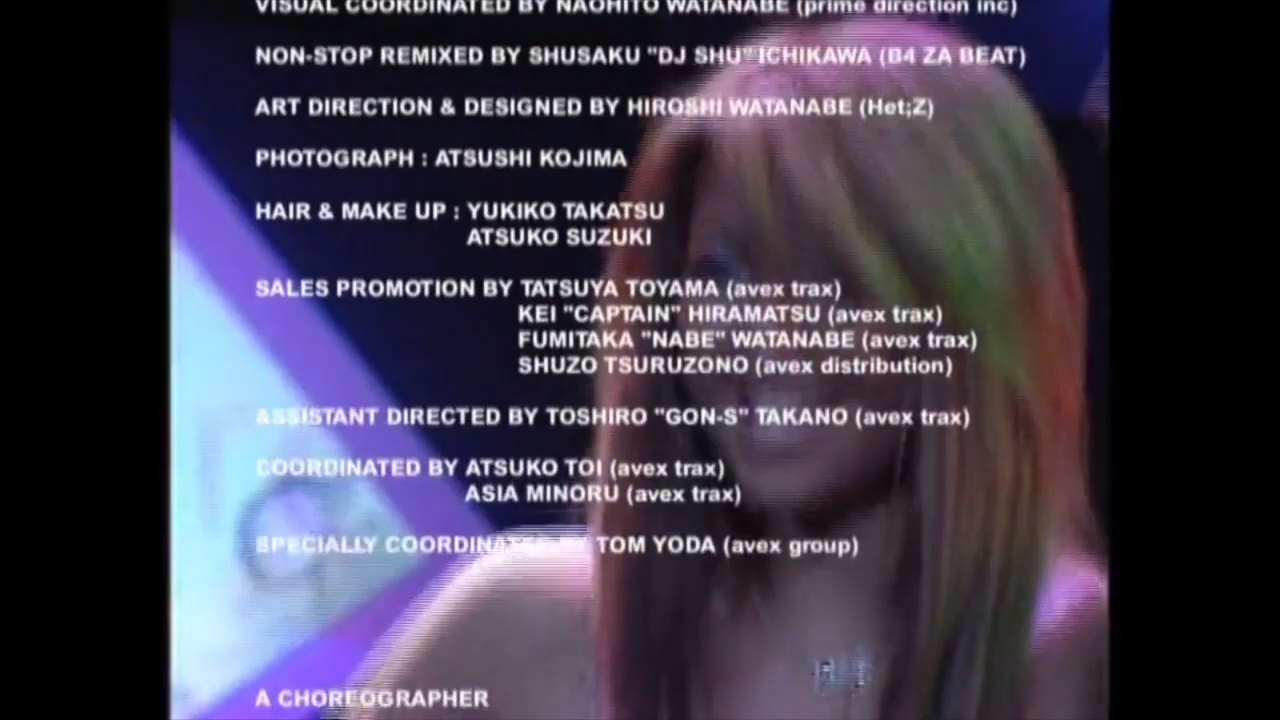 VISUAL COORDINATED BY NAOHITO WATANABE (prime direction inc)
NON-STOP REMIXED BY SHUSAKU "DJ SHU" ICHIKAWA (B4 ZA BEAT)
ART DIRECTION & DESIGNED BY HIROSHI WATANABE (Het;Z)
PHOTOGRAPH : ATSUSHI KOJIMA
HAIR & MAKE UP : YUKIKO TAKATSU
ATSUKO SUZUKI
SALES PROMOTION BY TATSUYA TOYAMA (avex trax)
KEI "CAPTAIN" HIRAMATSU (avex trax)
FUMITAKA "NABE" WATANABE (avex trax)
SHUZO TSURUZONO (avex distribution)
ASSISTANT DIRECTED BY TOSHIRO "GON-S" TAKANO (avex trax)
COORDINATED BY ATSUKO TOI (avex trax)
ASIA MINORU (avex trax)
SPECIALLY COORDINATED BY TOM YODA (avex group)
A CHOREOGRAPHER